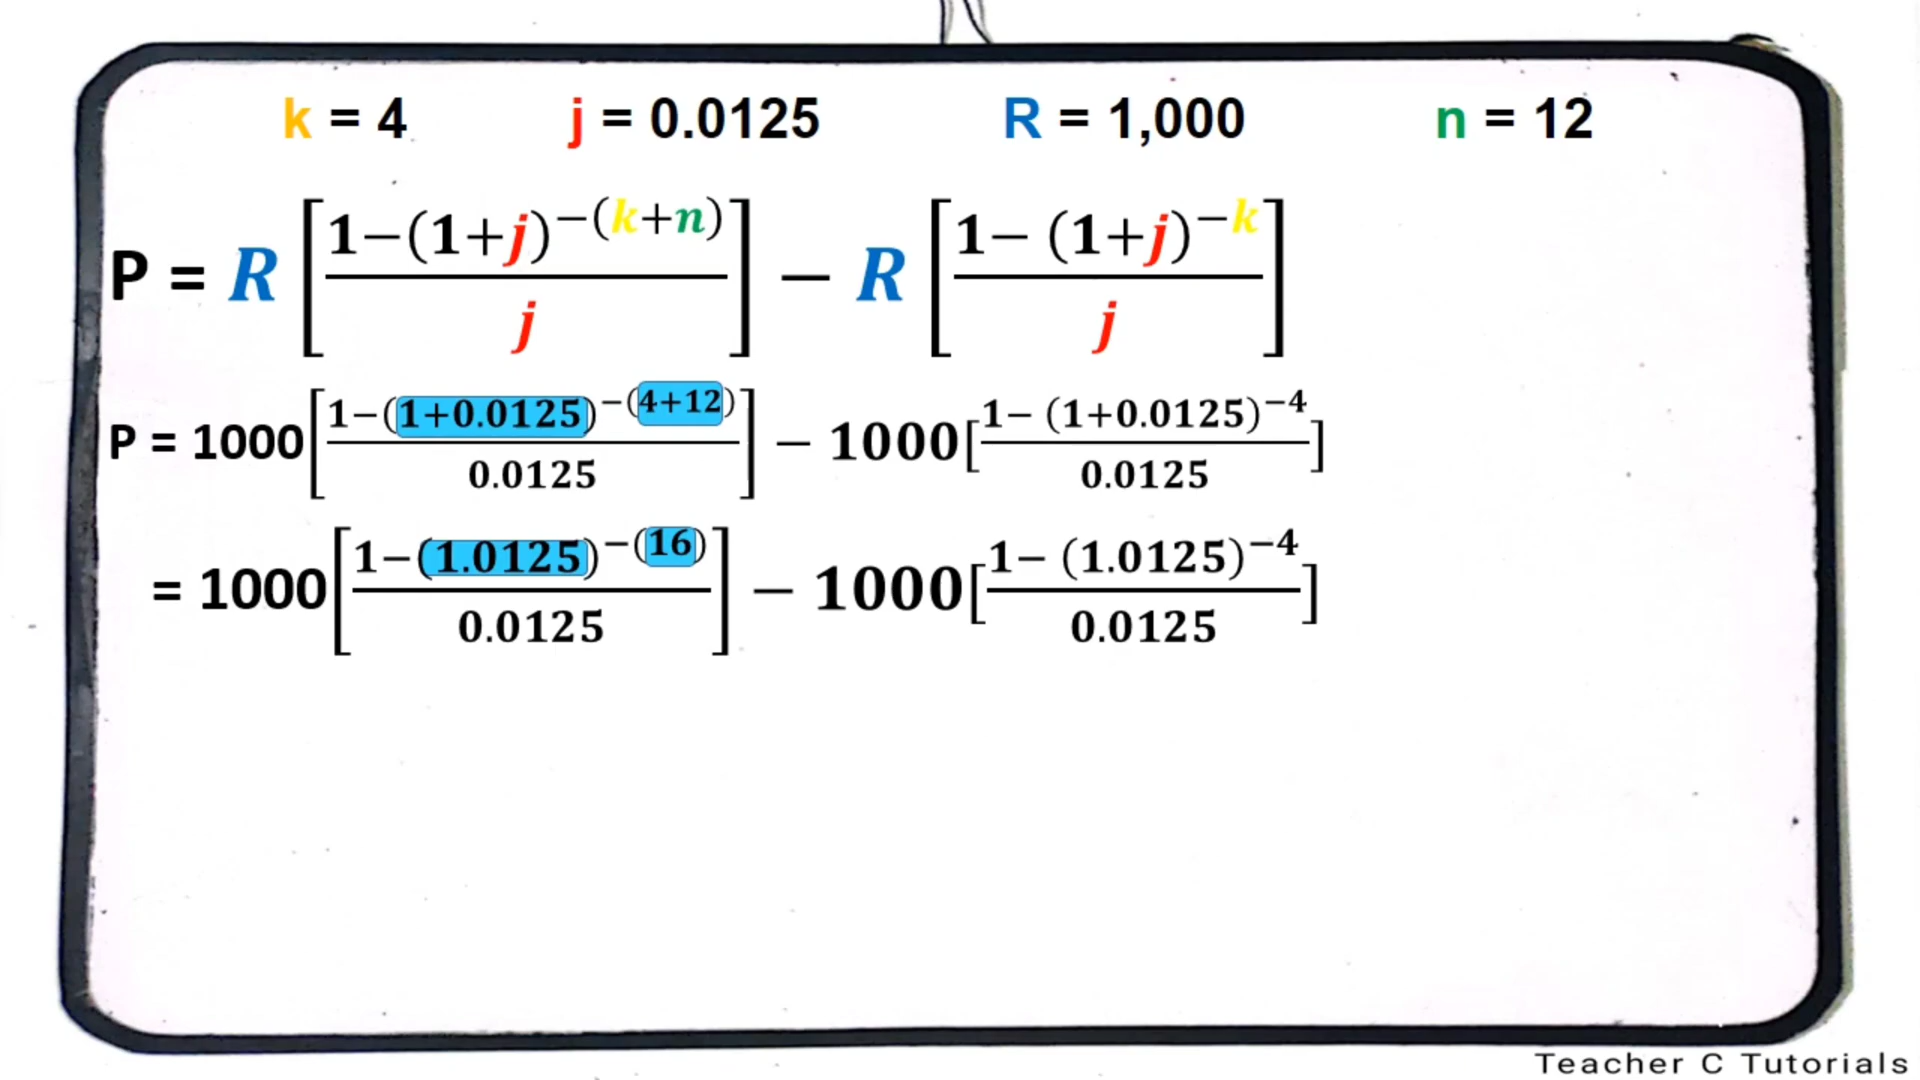 k = 4 j = 0.0125 R = 1,000 n = 12
P = R [1−(1+j)^−(k+n) / j] − R [1− (1+j)^−k / j]
P = 1000[1−(1+0.0125)^−(4+12) / 0.0125] − 1000[1− (1+0.0125)^−4 / 0.0125]
= 1000[1−(1.0125)^−(16) / 0.0125] − 1000[1− (1.0125)^−4 / 0.0125]
Teacher C Tutorials